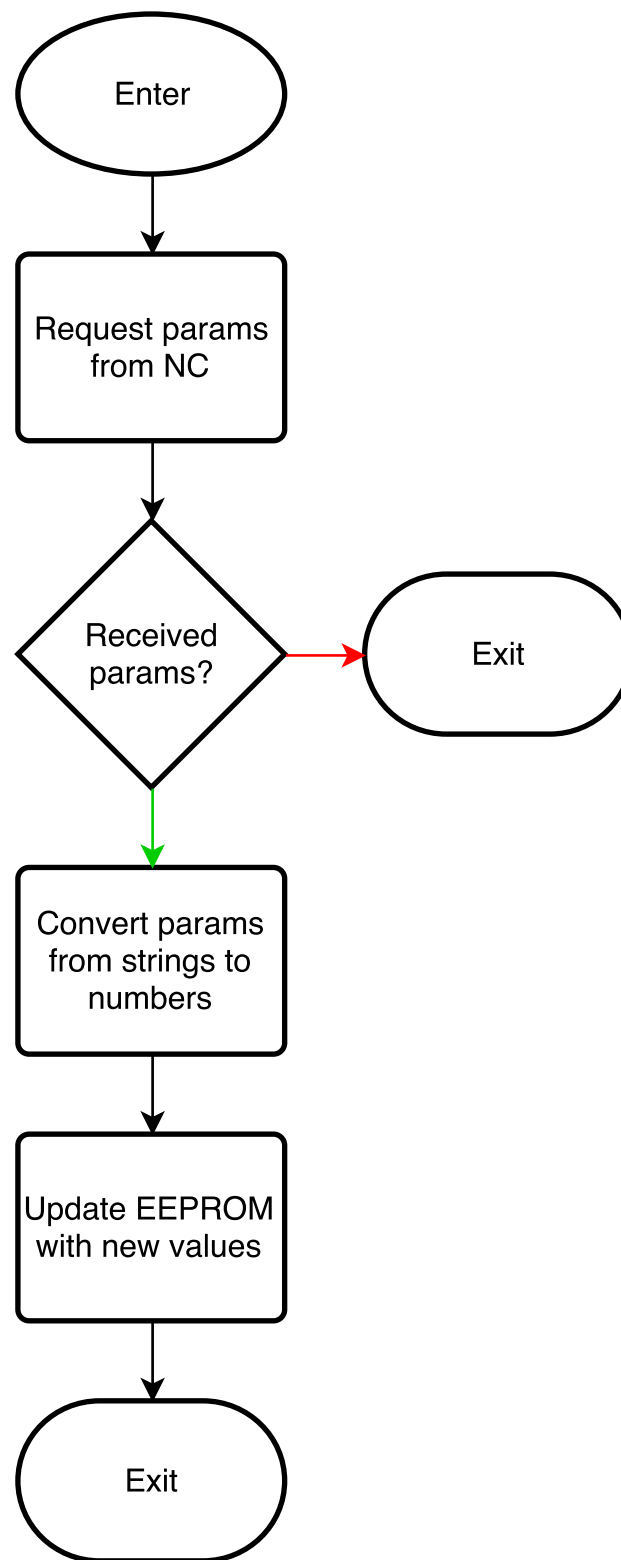 Enter
Request params
from NC
Received
params?
Exit
Convert params
from strings to
numbers
Update EEPROM
with new values
Exit